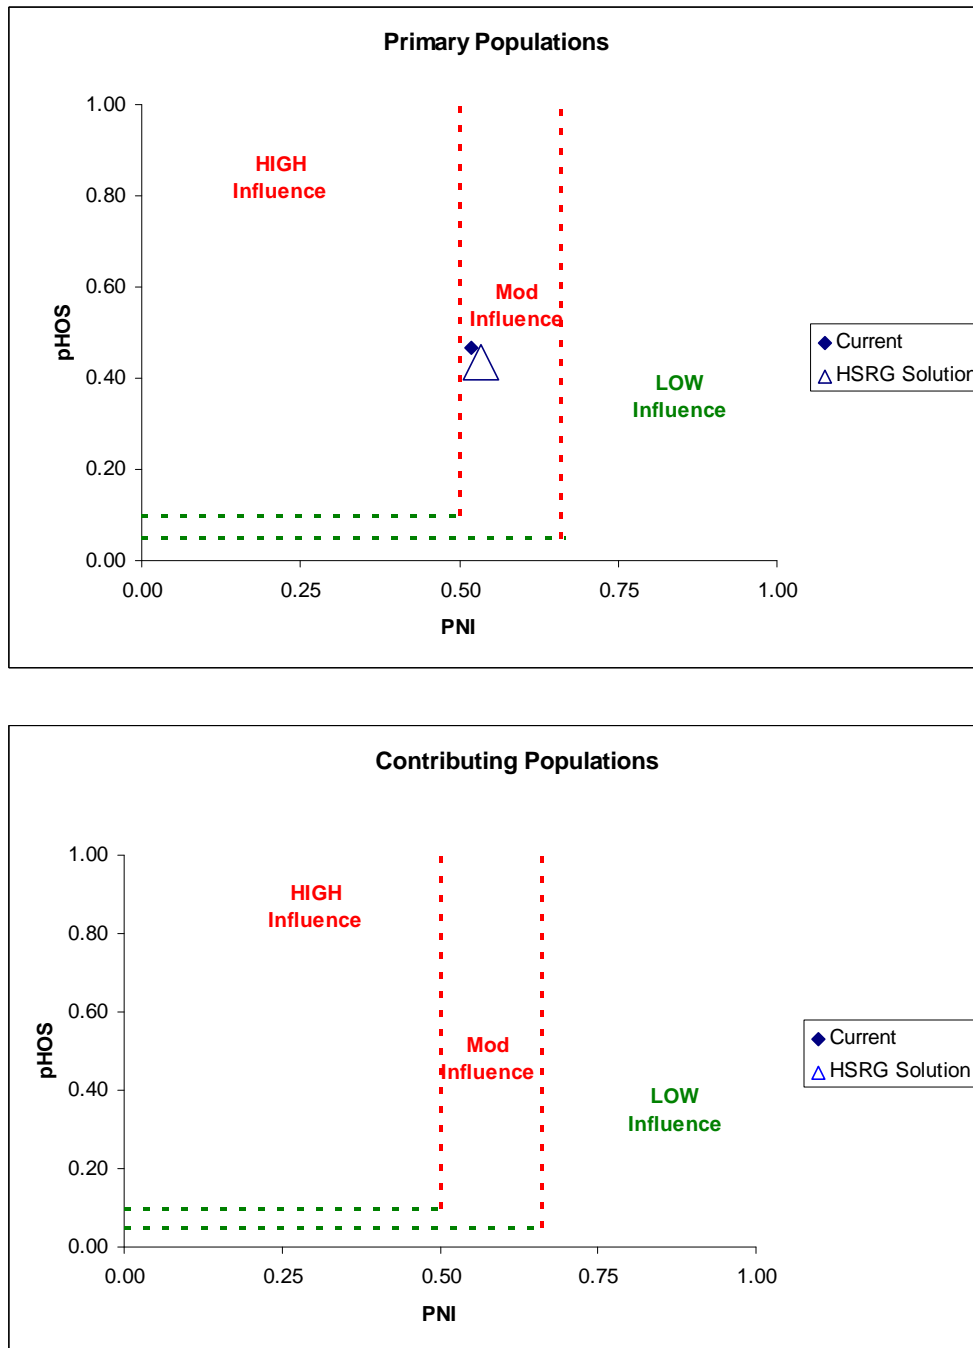 Primary Populations
1.00
0.80
0.60
0.40
0.20
0.00
pHOS
HIGH
Influence
Mod
Influence
LOW
Influence
Current
HSRG Solution
0.00 0.25 0.50 0.75 1.00
PNI
Contributing Populations
1.00
0.80
0.60
0.40
0.20
0.00
pHOS
HIGH
Influence
Mod
Influence
LOW
Influence
Current
HSRG Solution
0.00 0.25 0.50 0.75 1.00
PNI